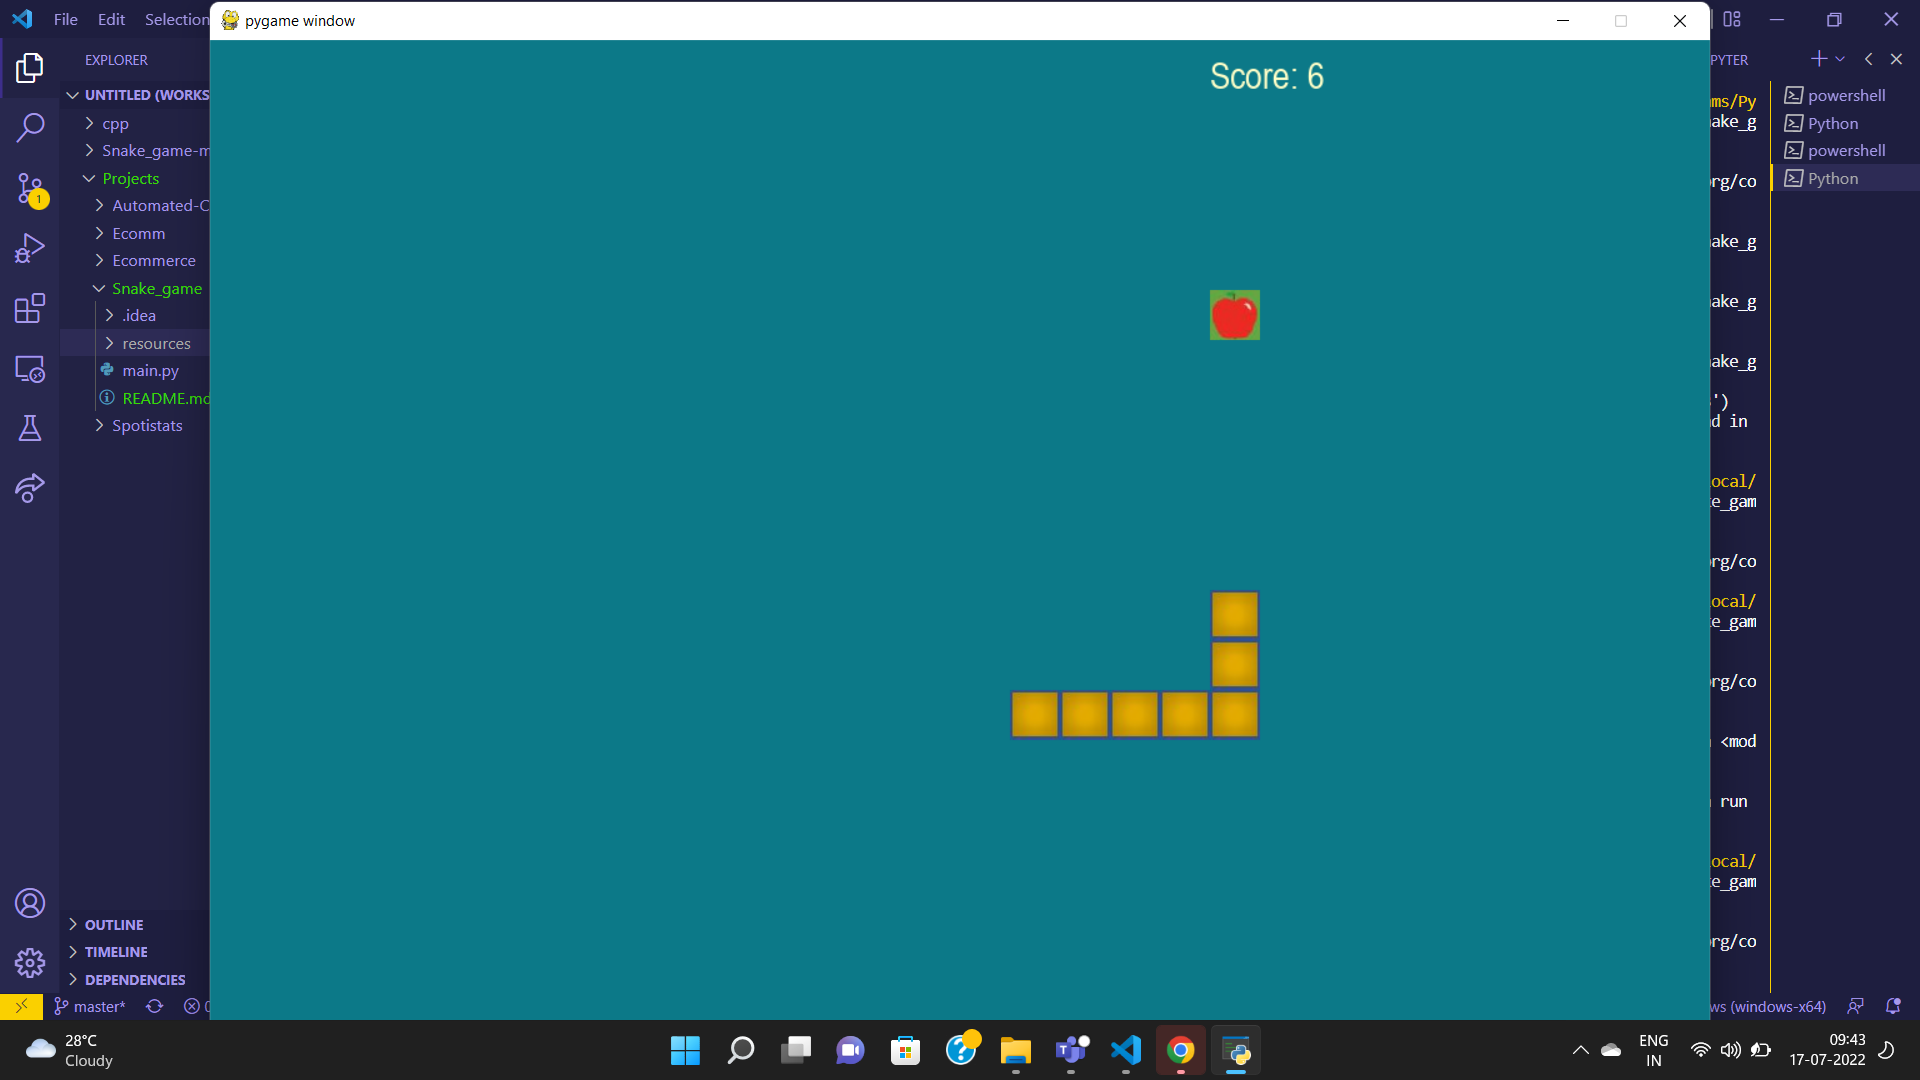 File Edit Selection
pygame window
EXPLORER
UNTITLED (WORKS
cpp
Snake_game-m
Projects
Automated-C
Ecomm
Ecommerce
Snake_game
.idea
resources
main.py
README.md
Spotistats
OUTLINE
TIMELINE
DEPENDENCIES
1
master*
0
Score: 6
PYTER
ms/Py
ake_g
rg/co
ake_g
ake_g
ake_g
')
d in
ocal/
e_gam
rg/co
ocal/
e_gam
rg/co
<mod
run
ocal/
e_gam
rg/co
powershell
Python
powershell
Python
ws (windows-x64)
28°C
Cloudy
ENG
IN
09:43
17-07-2022